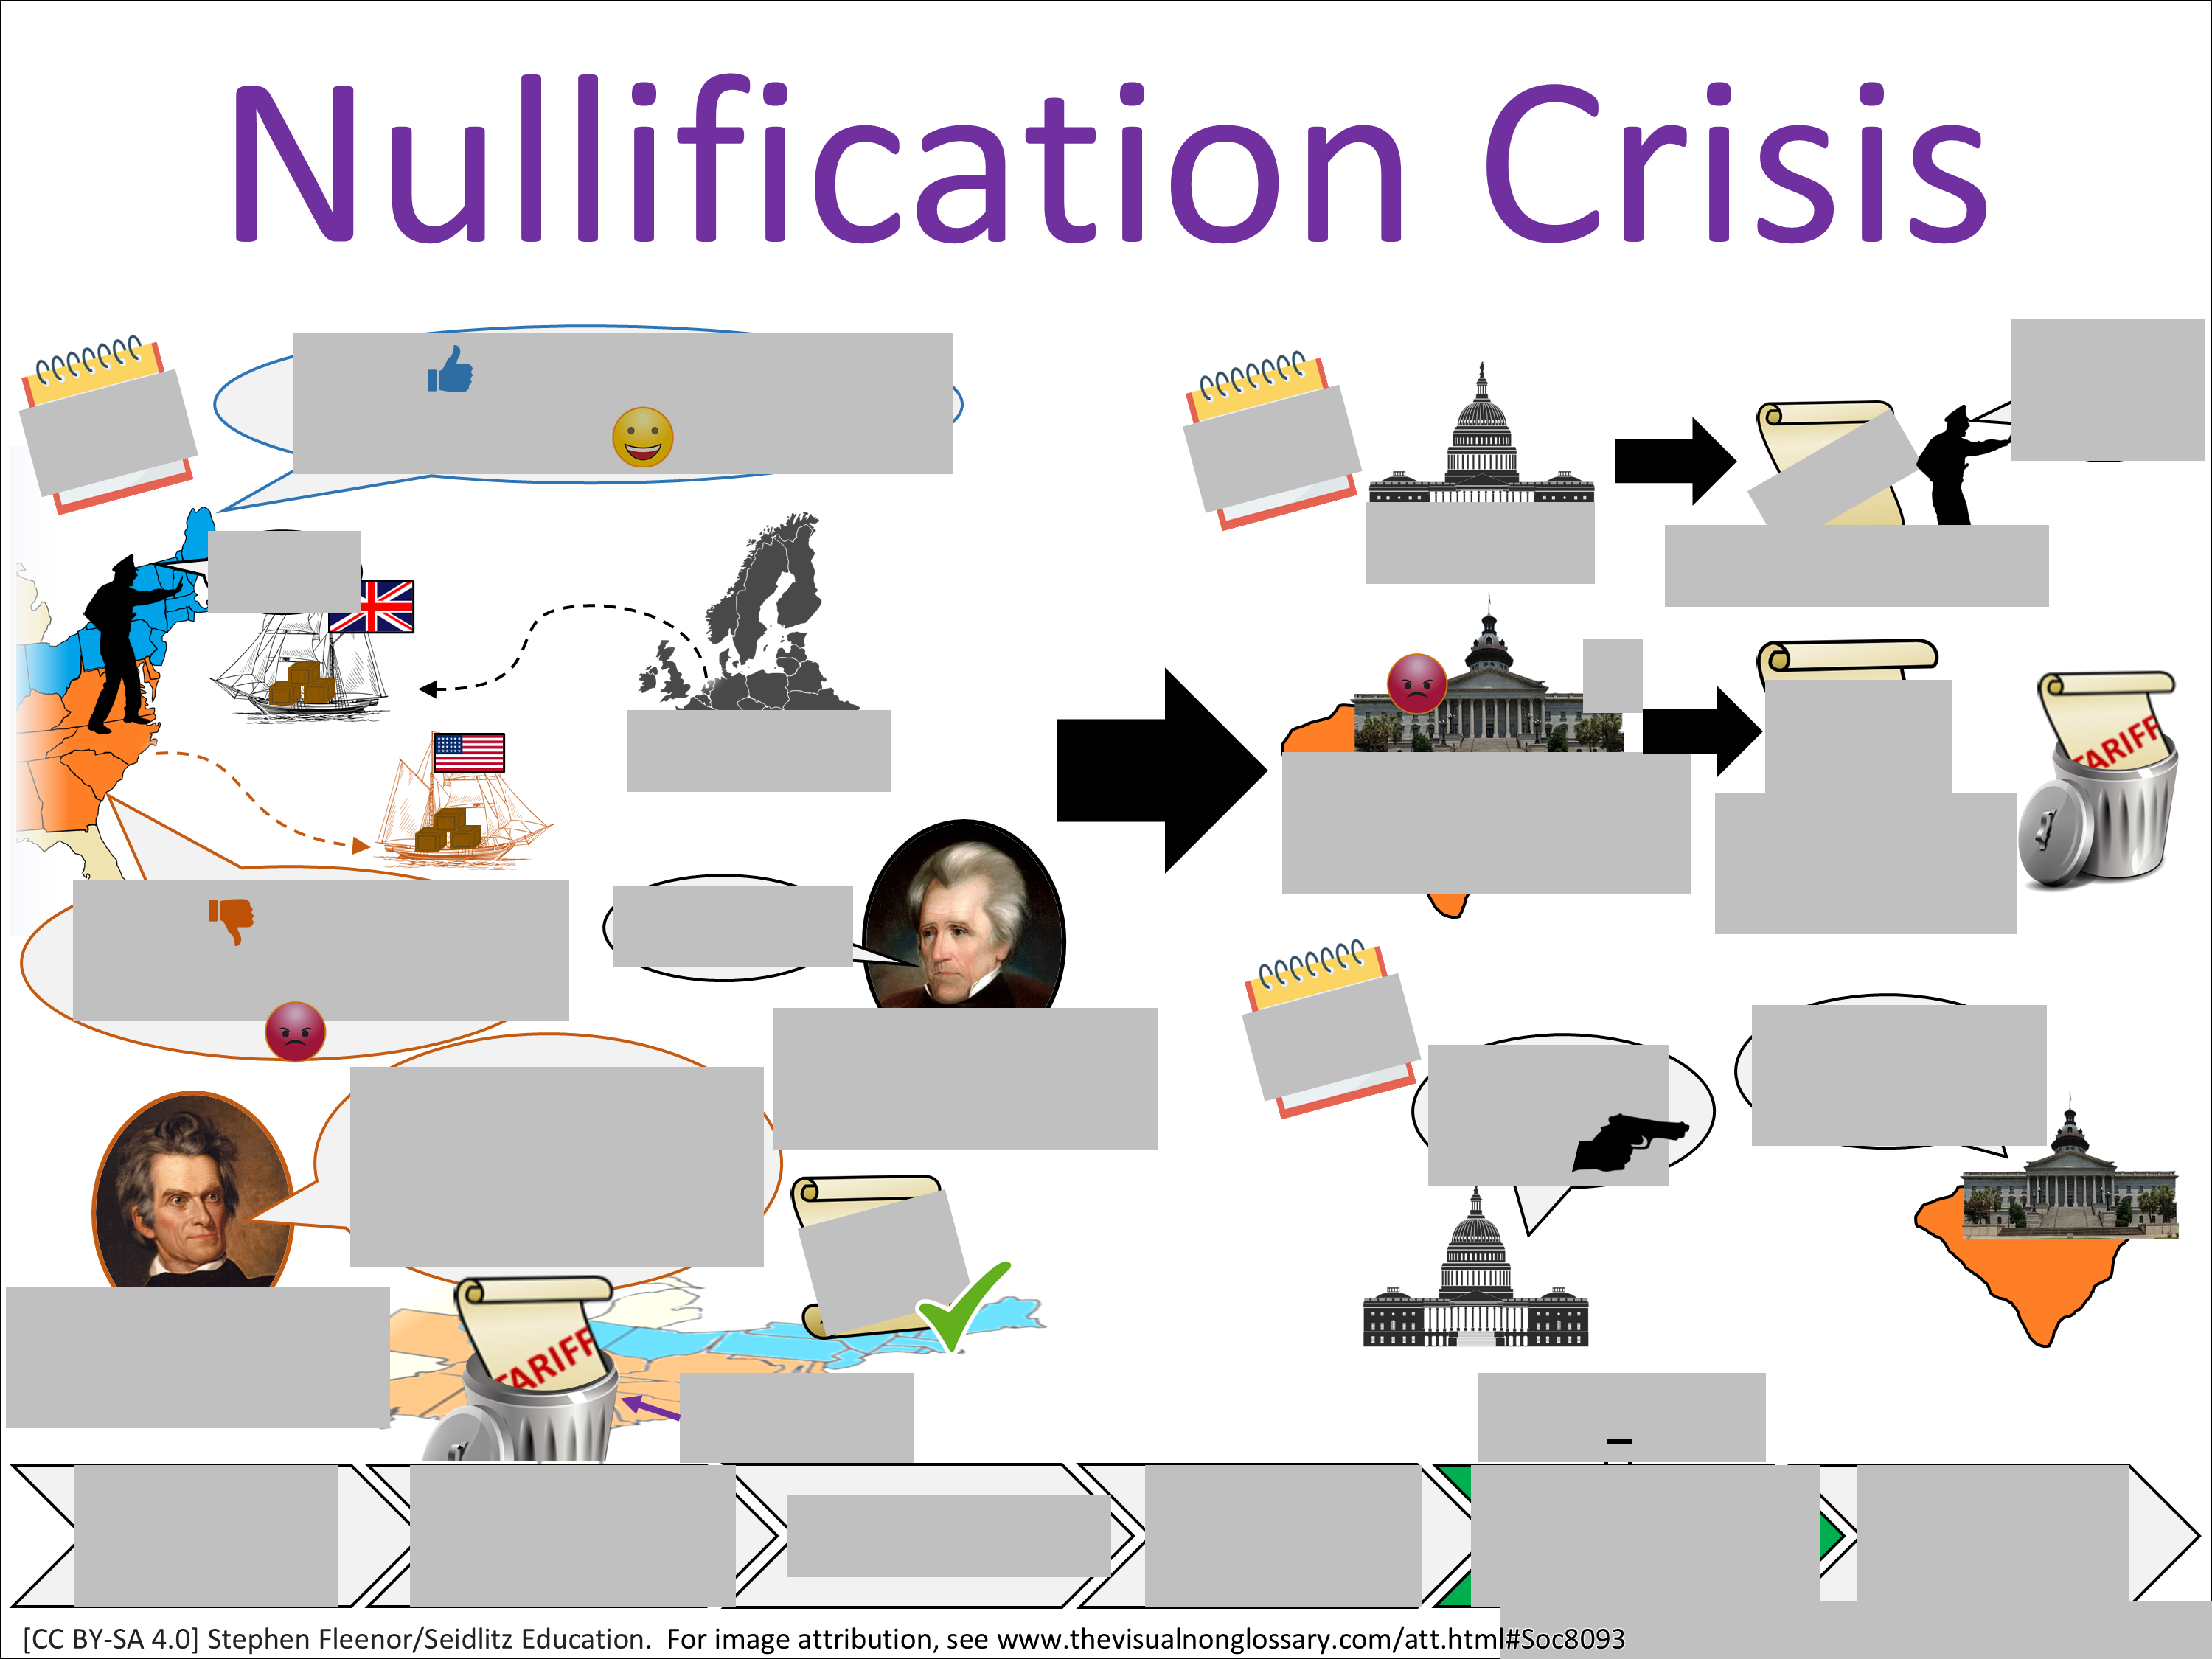 Nullification Crisis
TARIFF
TARIFF
[CC BY-SA 4.0] Stephen Fleenor/Seidlitz Education.  For image attribution, see www.thevisualnonglossary.com/att.html#Soc8093